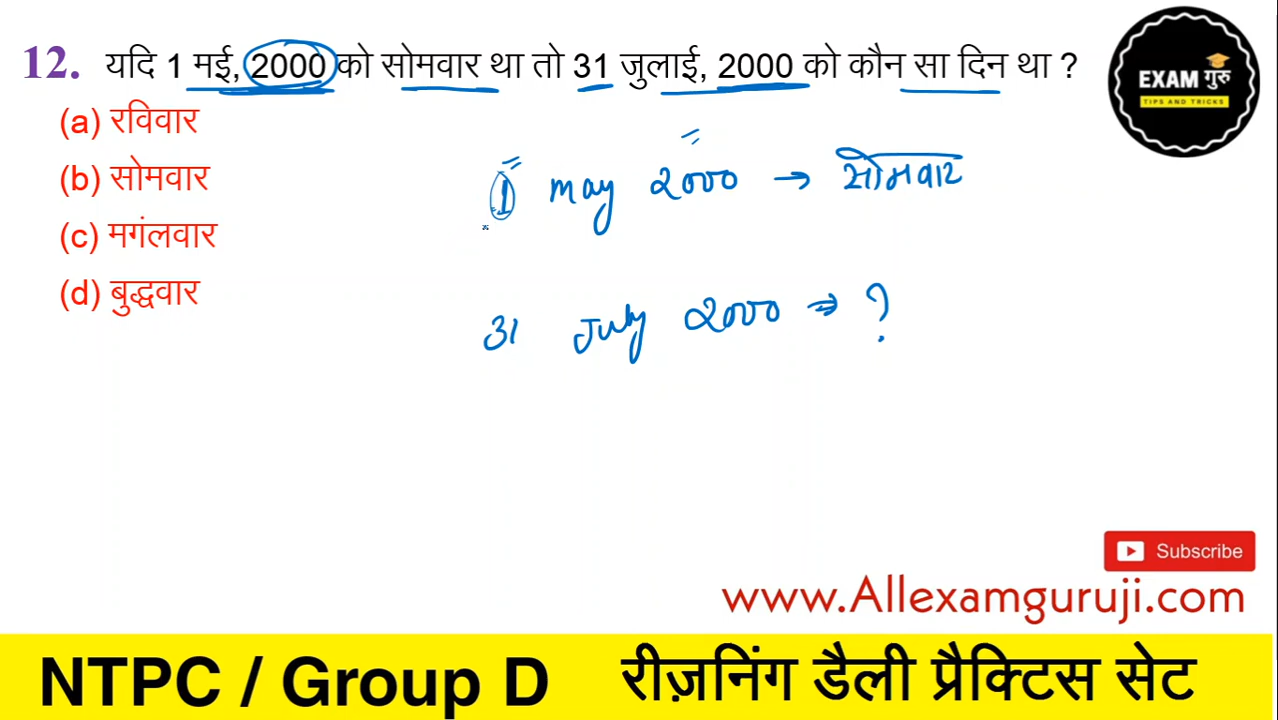 12. यदि 1 मई, 2000 को सोमवार था तो 31 जुलाई, 2000 को कौन सा दिन था ?
EXAM गुरु
TIPS AND TRICKS
(a) रविवार
(b) सोमवार
(c) मगंलवार
(d) बुद्धवार
1 may 2000 → सोमवार
31 July 2000 → ?
Subscribe
www.Allexamguruji.com
NTPC / Group D रीज़निंग डैली प्रैक्टिस सेट